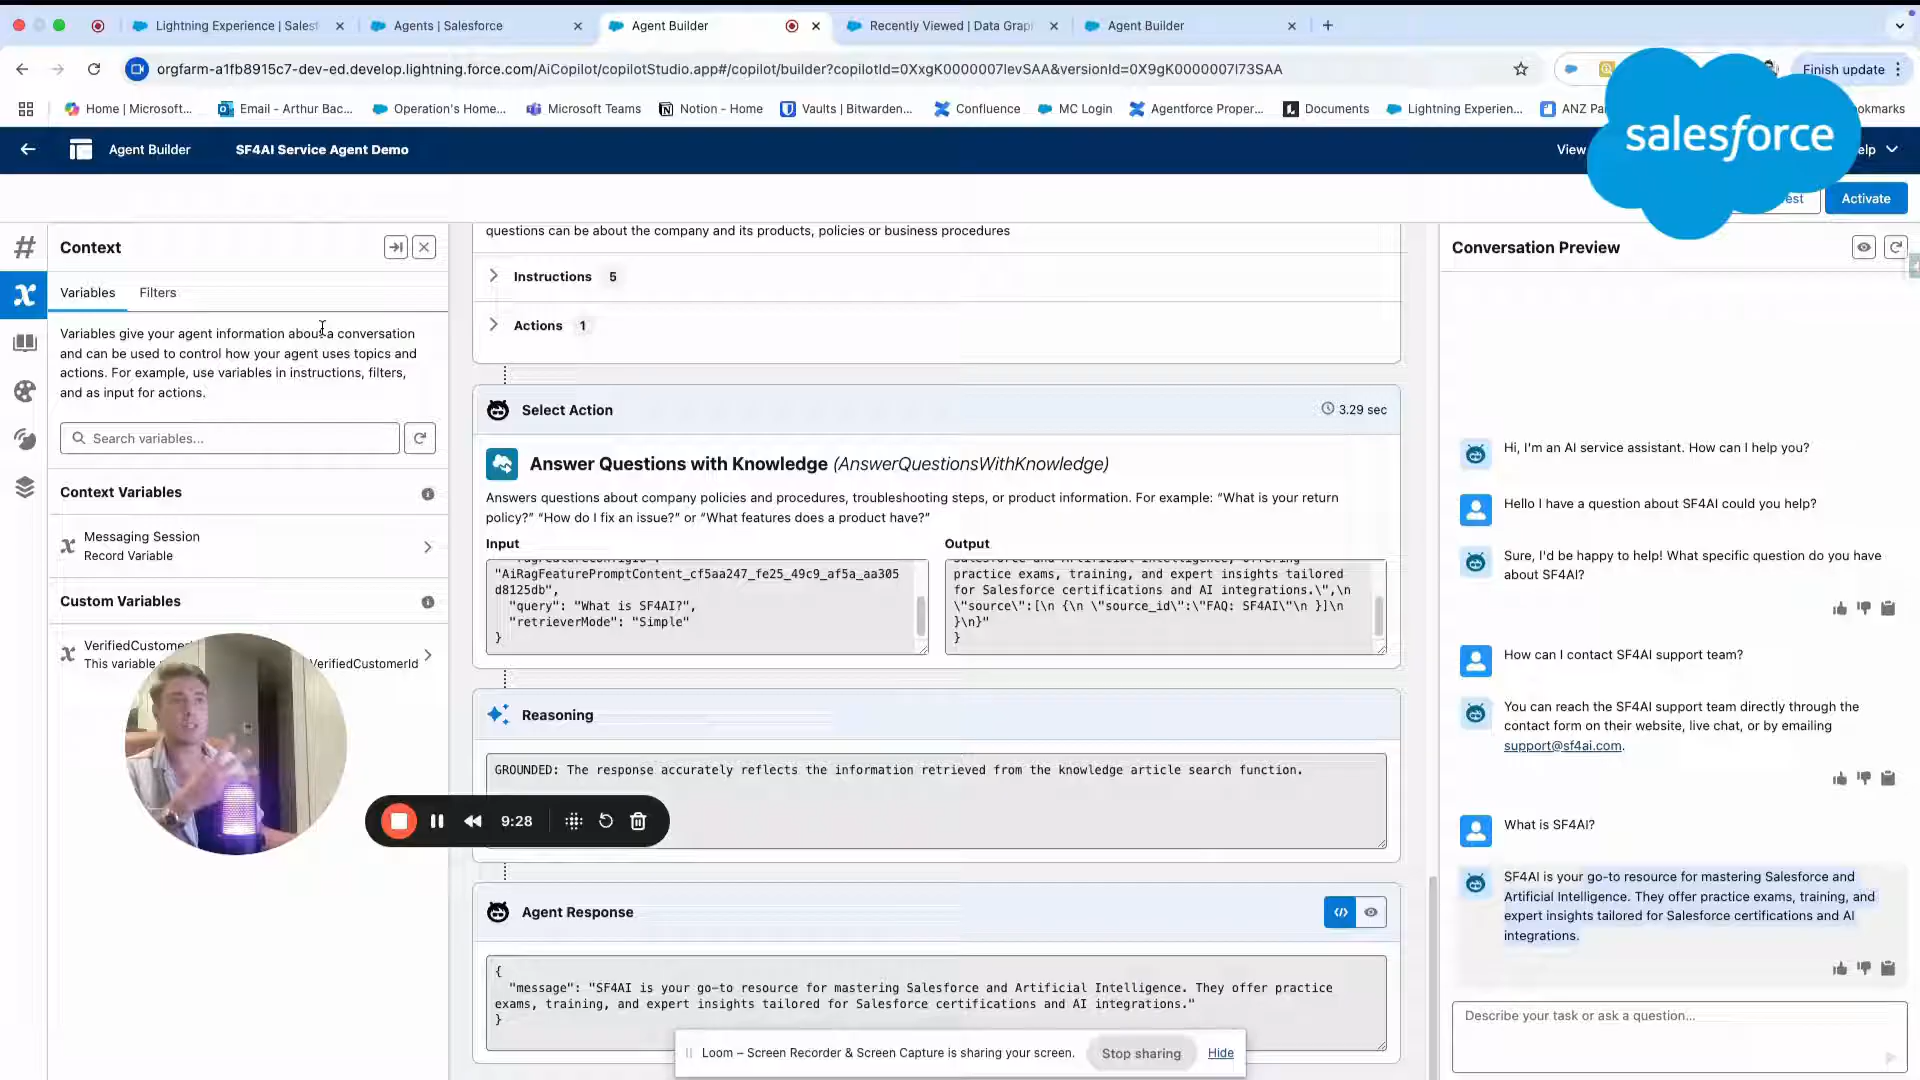 Lightning Experience | Salesf
Agents | Salesforce
Agent Builder
Recently Viewed | Data Grap
Agent Builder
orgfarm-a1fb8915c7-dev-ed.develop.lightning.force.com/AiCopilot/copilotStudio.app#/copilot/builder?copilotId=0XxgK0000007levSAA&versionId=0X9gK0000007l73SAA
Finish update
Home | Microsoft...
Email - Arthur Bac...
Operation's Home...
Microsoft Teams
Notion - Home
Vaults | Bitwarden...
Confluence
MC Login
Agentforce Proper...
Documents
Lightning Experien...
ANZ Pa
ookmarks
salesforce
Agent Builder
SF4AI Service Agent Demo
View
elp
est
Activate
Context
Variables
Filters
Variables give your agent information about a conversation
and can be used to control how your agent uses topics and
actions. For example, use variables in instructions, filters,
and as input for actions.
Search variables...
Context Variables
Messaging Session
Record Variable
Custom Variables
VerifiedCustome
This variable
VerifiedCustomerId
9:28
questions can be about the company and its products, policies or business procedures
Instructions 5
Actions 1
Select Action
3.29 sec
Answer Questions with Knowledge (AnswerQuestionsWithKnowledge)
Answers questions about company policies and procedures, troubleshooting steps, or product information. For example: “What is your return
policy?” “How do I fix an issue?” or “What features does a product have?”
Input
"AiRagFeaturePromptContent_cf5aa247_fe25_49c9_af5a_aa305
d8125db",
"query": "What is SF4AI?",
"retrieverMode": "Simple"
}
Output
Salesforce and Artificial Intelligence, offering
practice exams, training, and expert insights tailored
for Salesforce certifications and AI integrations.\",\n
\"source\":[\n {\n \"source_id\":\"FAQ: SF4AI\"\n }]\n
}\n}"
}
Reasoning
GROUNDED: The response accurately reflects the information retrieved from the knowledge article search function.
Agent Response
{
"message": "SF4AI is your go-to resource for mastering Salesforce and Artificial Intelligence. They offer practice
exams, training, and expert insights tailored for Salesforce certifications and AI integrations."
}
Loom – Screen Recorder & Screen Capture is sharing your screen.
Stop sharing
Hide
Conversation Preview
Hi, I'm an AI service assistant. How can I help you?
Hello I have a question about SF4AI could you help?
Sure, I'd be happy to help! What specific question do you have
about SF4AI?
How can I contact SF4AI support team?
You can reach the SF4AI support team directly through the
contact form on their website, live chat, or by emailing
support@sf4ai.com.
What is SF4AI?
SF4AI is your go-to resource for mastering Salesforce and
Artificial Intelligence. They offer practice exams, training, and
expert insights tailored for Salesforce certifications and AI
integrations.
Describe your task or ask a question...